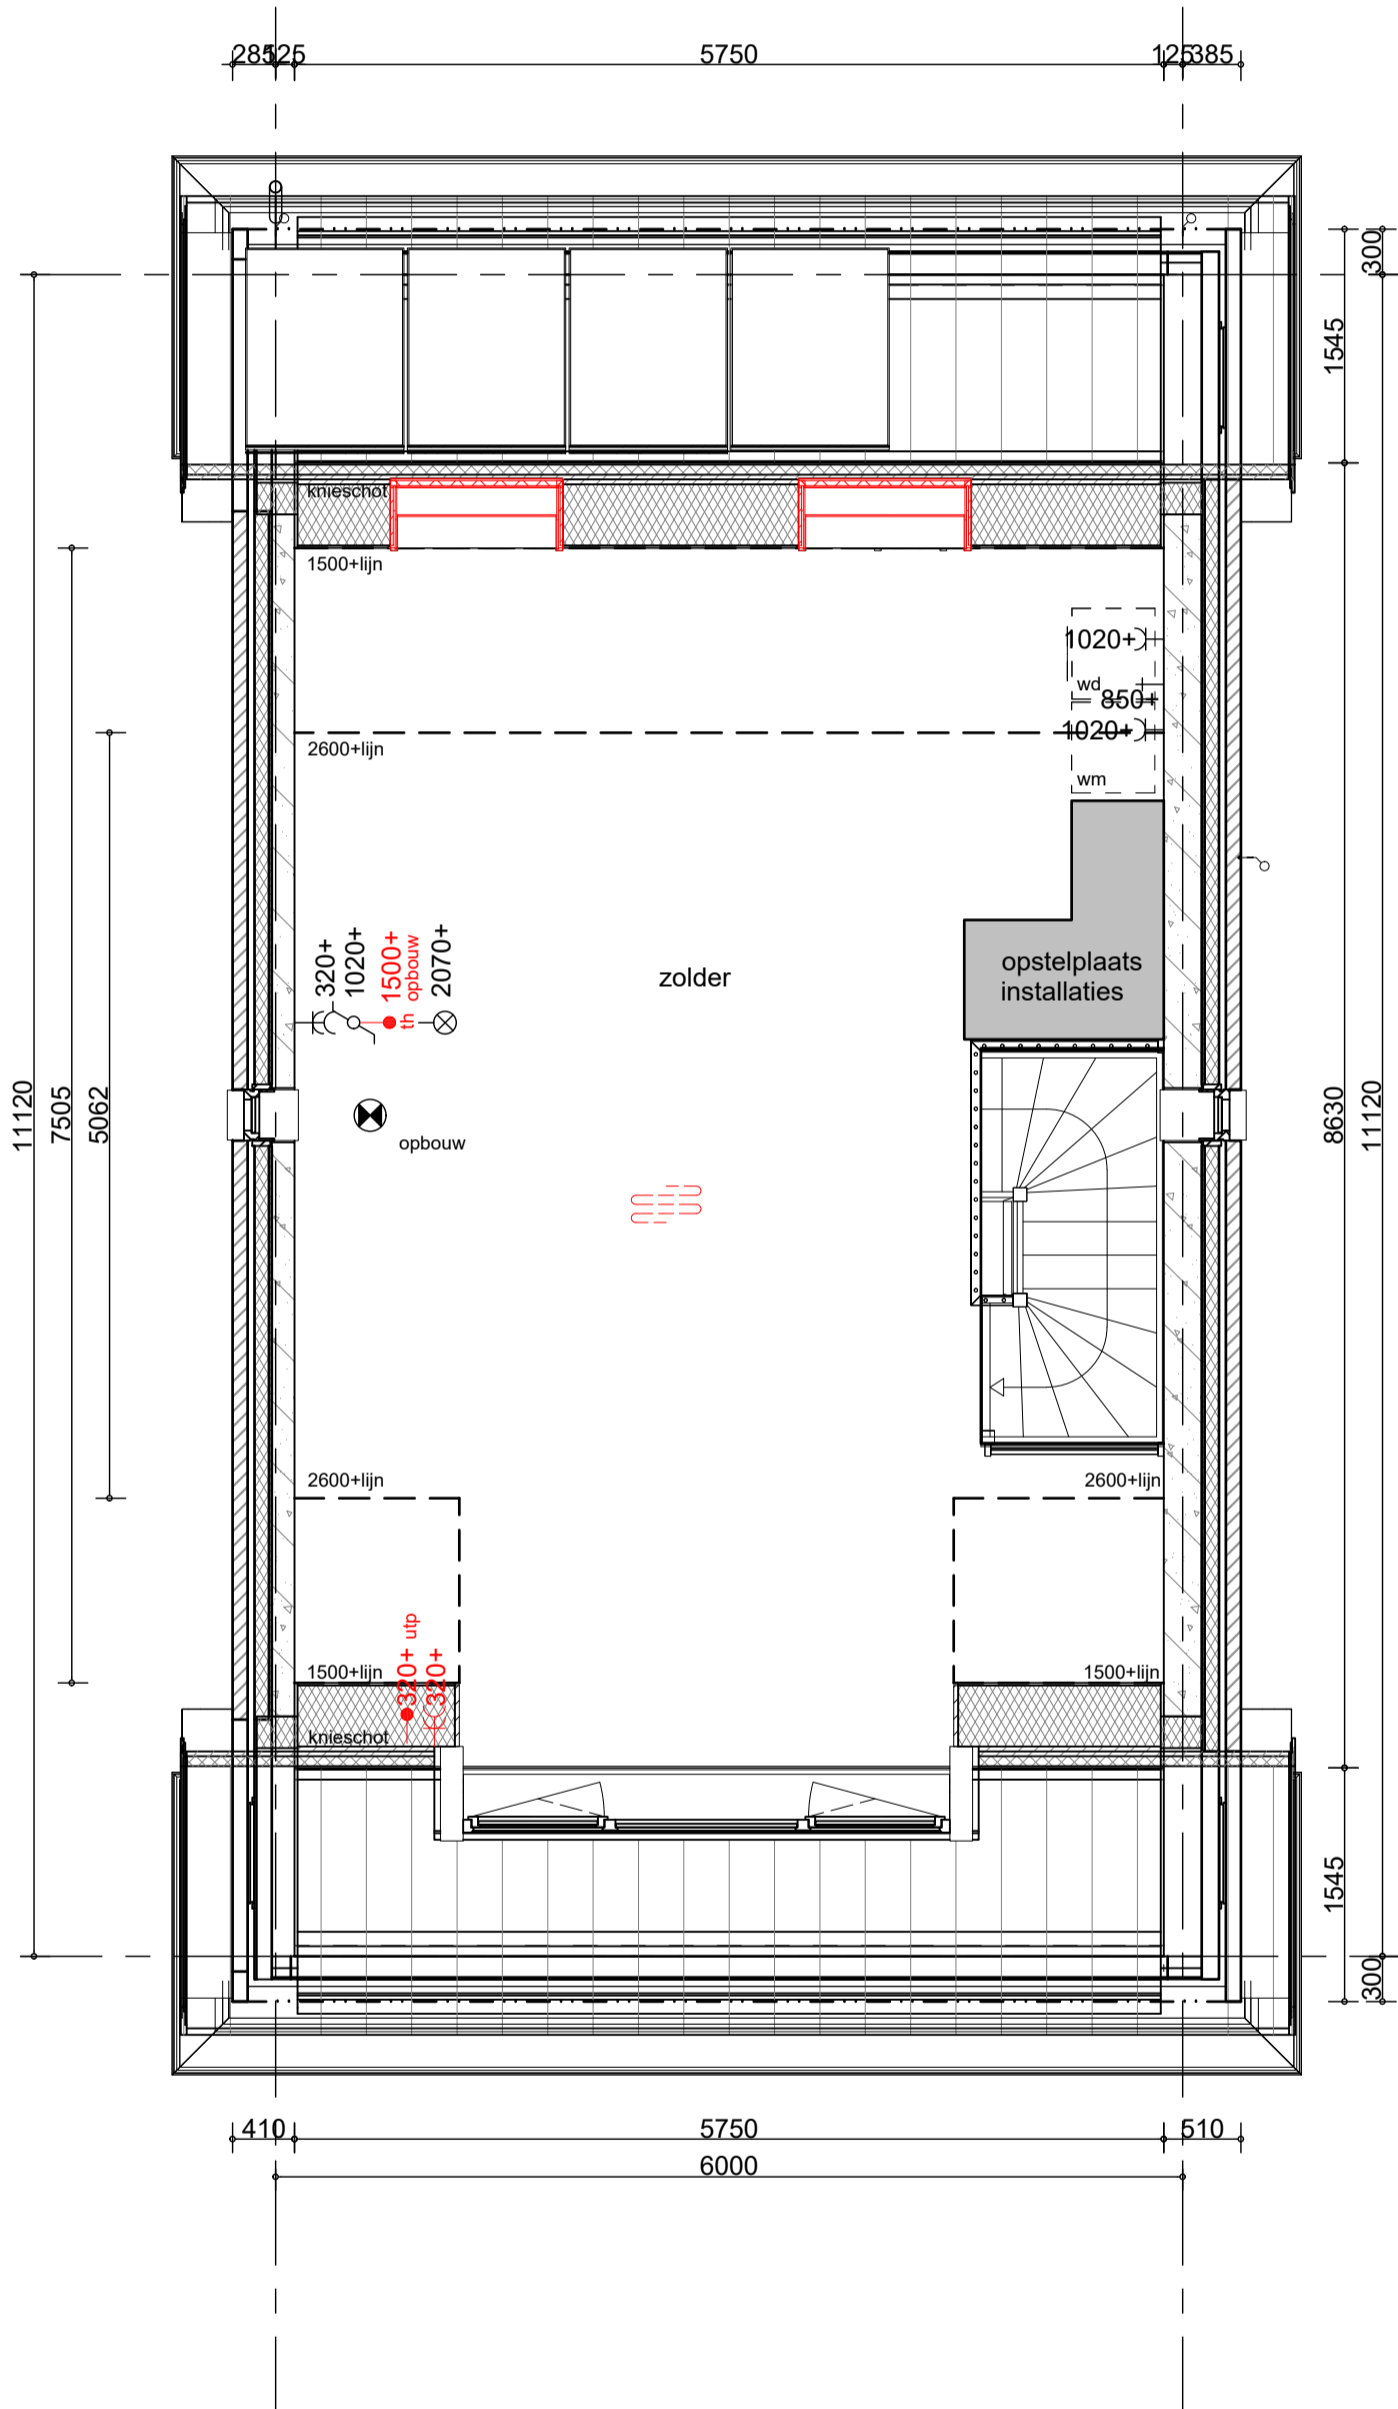 285
125
5750
125
385
300
1545
knieschot
1500+lijn
1020+
wd
850+
2600+lijn
1020+
wm
320+
1020+
1500+
th opbouw
2070+
zolder
opstelplaats
installaties
11120
7505
5062
opbouw
8630
11120
2600+lijn
2600+lijn
320+ utp
320+
1500+lijn
1500+lijn
knieschot
1545
300
410
5750
510
6000